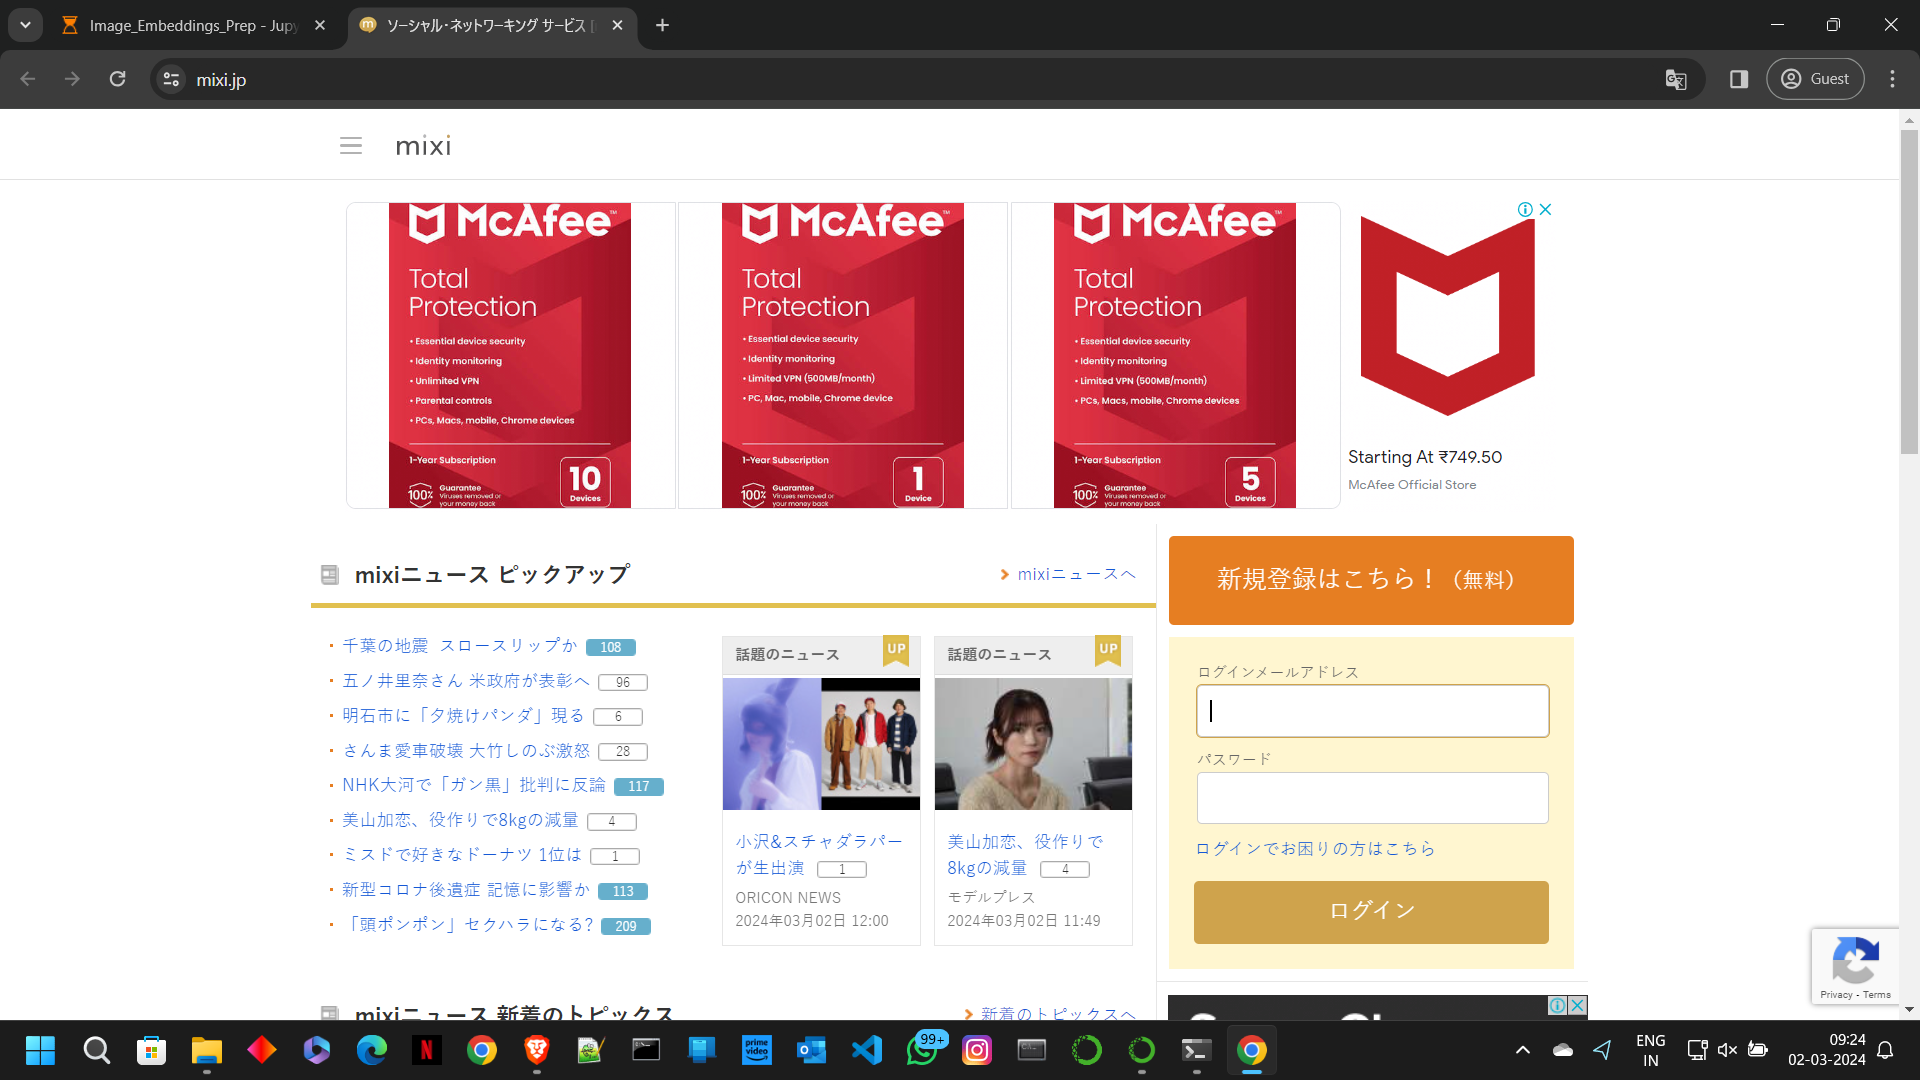 Image_Embeddings_Prep - Jup
ソーシャル･ネットワーキング サービス [
mixi.jp
Guest
mixi
McAfee™
Total
Protection
• Essential device security
• Identity monitoring
• Unlimited VPN
• Parental controls
• PCs, Macs, mobile, Chrome devices
1-Year Subscription
10
Devices
100%
Guarantee
Viruses removed or
your money back
McAfee™
Total
Protection
• Essential device security
• Identity monitoring
• Limited VPN (500MB/month)
• PC, Mac, mobile, Chrome device
1-Year Subscription
1
Device
100%
Guarantee
Viruses removed or
your money back
McAfee™
Total
Protection
• Essential device security
• Identity monitoring
• Limited VPN (500MB/month)
• PCs, Macs, mobile, Chrome devices
1-Year Subscription
5
Devices
100%
Guarantee
Viruses removed or
your money back
Starting At ₹749.50
McAfee Official Store
mixiニュース ピックアップ
mixiニュースへ
千葉の地震 スロースリップか 108
五ノ井里奈さん 米政府が表彰へ 96
明石市に「夕焼けパンダ」現る 6
さんま愛車破壊 大竹しのぶ激怒 28
NHK大河で「ガン黒」批判に反論 117
美山加恋、役作りで8kgの減量 4
ミスドで好きなドーナツ 1位は 1
新型コロナ後遺症 記憶に影響か 113
「頭ポンポン」セクハラになる? 209
話題のニュース UP
小沢&スチャダラパー
が生出演 1
ORICON NEWS
2024年03月02日 12:00
話題のニュース UP
美山加恋、役作りで
8kgの減量 4
モデルプレス
2024年03月02日 11:49
新規登録はこちら！（無料）
ログインメールアドレス
パスワード
ログインでお困りの方はこちら
ログイン
Privacy - Terms
mixiニュース 新着のトピックス
新着のトピックスへ
prime
video
99+
ENG
IN
09:24
02-03-2024